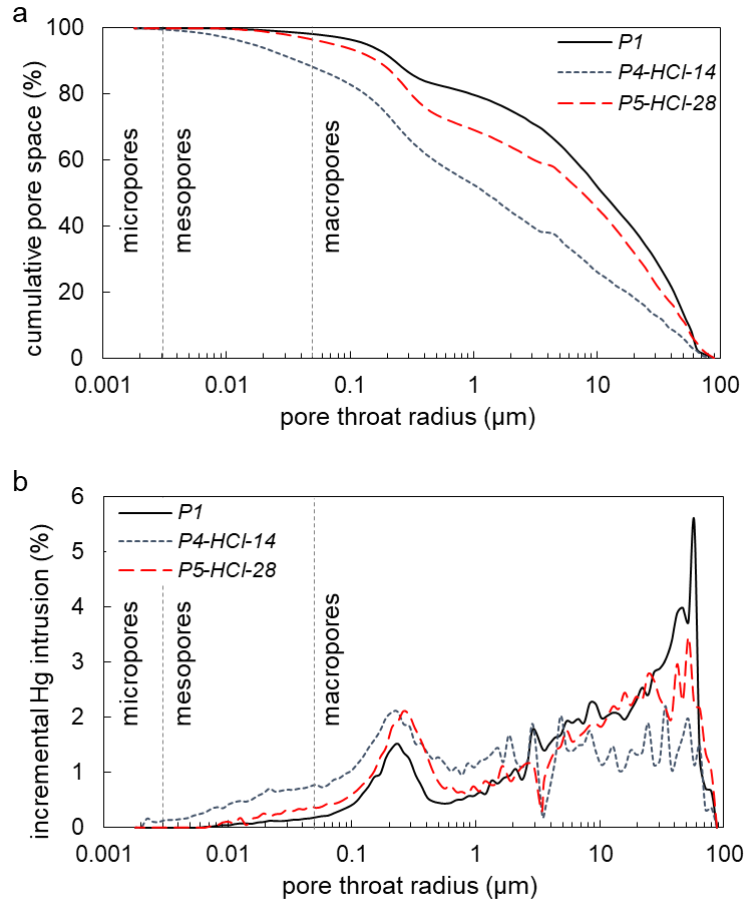 a
cumulative pore space (%)
100
80
60
40
20
0
P1
P4-HCl-14
P5-HCl-28
micropores
mesopores
macropores
0.001
0.01
0.1
1
10
100
pore throat radius (µm)
b
incremental Hg intrusion (%)
6
5
4
3
2
1
0
P1
P4-HCl-14
P5-HCl-28
micropores
mesopores
macropores
0.001
0.01
0.1
1
10
100
pore throat radius (µm)